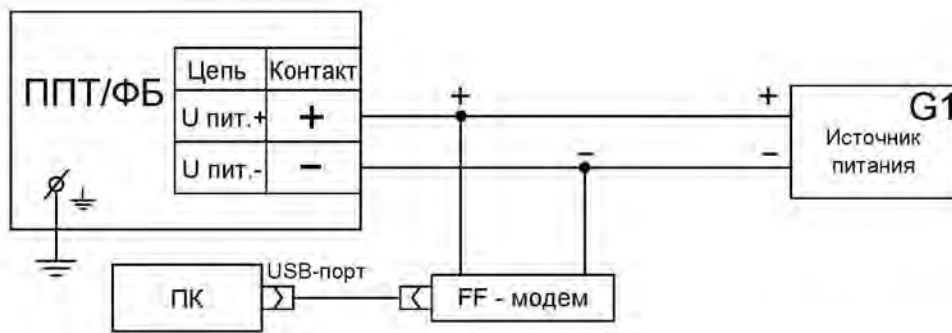 ППТ/ФБ
Цепь Контакт
U пит.+ +
U пит.- −
+ +
− −
G1
Источник
питания
USB-порт
ПК
FF - модем